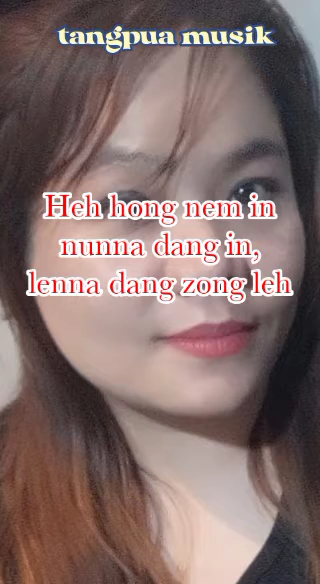 tangpua musik
Heh hong nem in
nunna dang in,
lenna dang zong leh